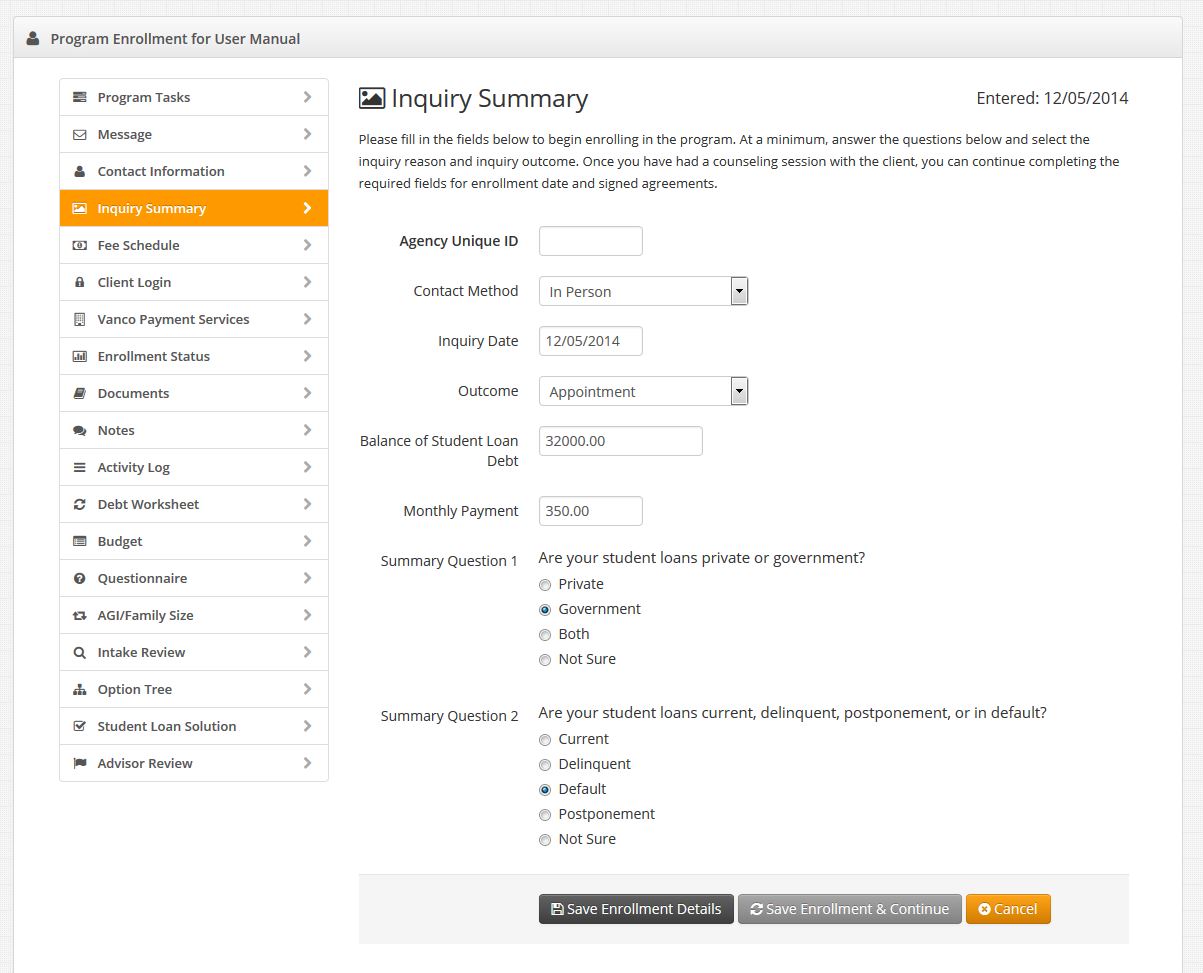 Program Enrollment for User Manual
Program Tasks
Message
Contact Information
Inquiry Summary
Fee Schedule
Client Login
Vanco Payment Services
Enrollment Status
Documents
Notes
Activity Log
Debt Worksheet
Budget
Questionnaire
AGI/Family Size
Intake Review
Option Tree
Student Loan Solution
Advisor Review
Inquiry Summary
Entered: 12/05/2014
Please fill in the fields below to begin enrolling in the program. At a minimum, answer the questions below and select the
inquiry reason and inquiry outcome. Once you have had a counseling session with the client, you can continue completing the
required fields for enrollment date and signed agreements.
Agency Unique ID
Contact Method In Person
Inquiry Date 12/05/2014
Outcome Appointment
Balance of Student Loan 32000.00
Debt
Monthly Payment 350.00
Summary Question 1 Are your student loans private or government?
Private
Government
Both
Not Sure
Summary Question 2 Are your student loans current, delinquent, postponement, or in default?
Current
Delinquent
Default
Postponement
Not Sure
Save Enrollment Details Save Enrollment & Continue Cancel